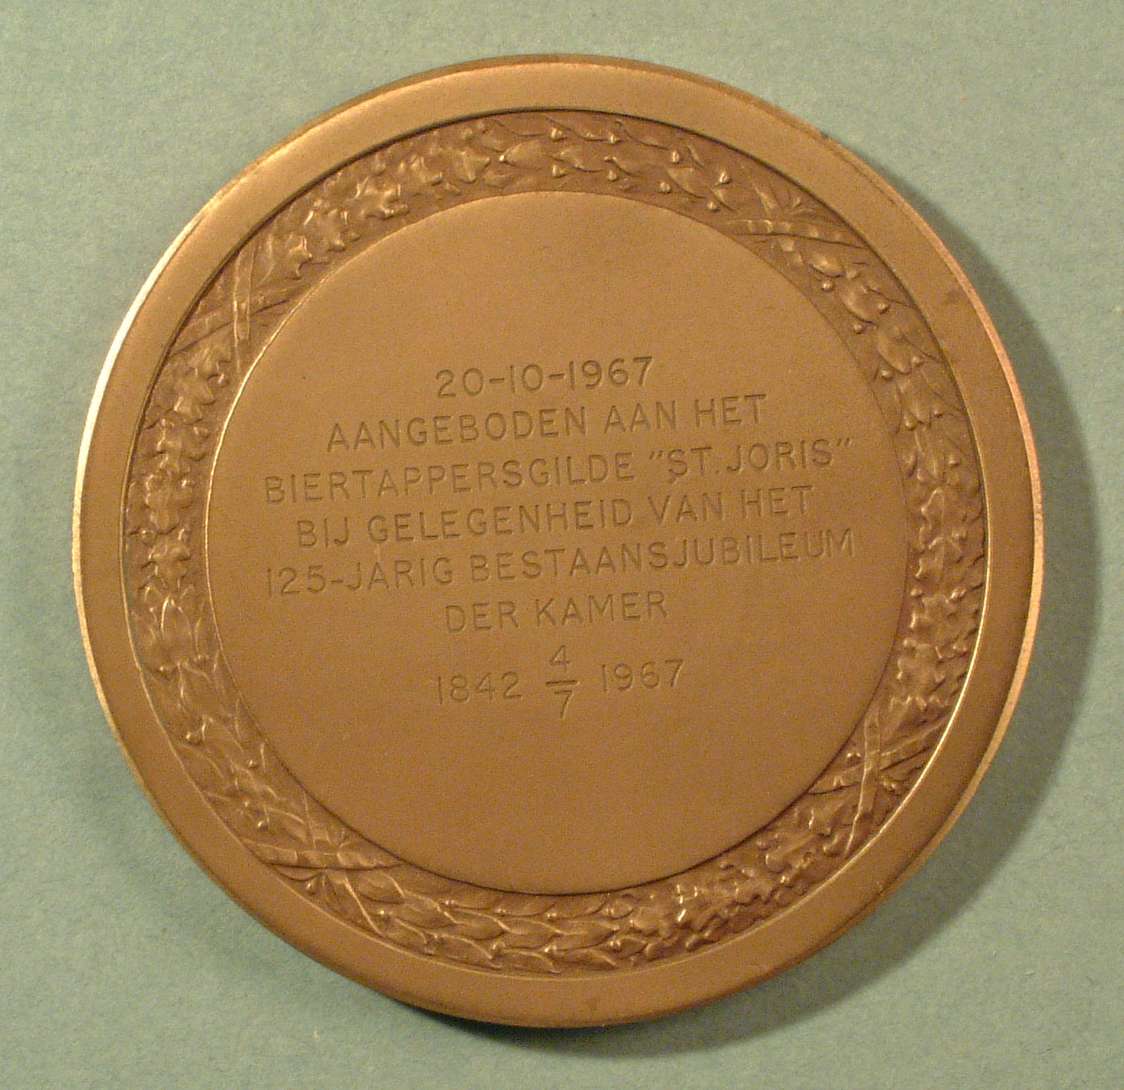 20-10-1967
AANGEBODEN AAN HET
BIERTAPPERSGILDE "ST. JORIS"
BIJ GELEGENHEID VAN HET
125-JARIG BESTAANSJUBILEUM
DER KAMER
1842 4/7 1967